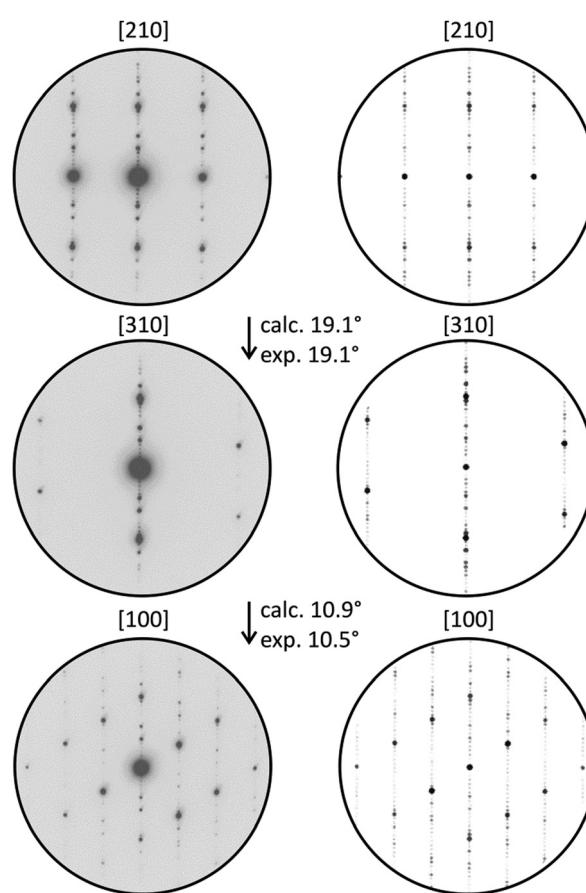 [210] [210]
calc. 19.1°
[310] [310]
exp. 19.1°
calc. 10.9°
[100] [100]
exp. 10.5°